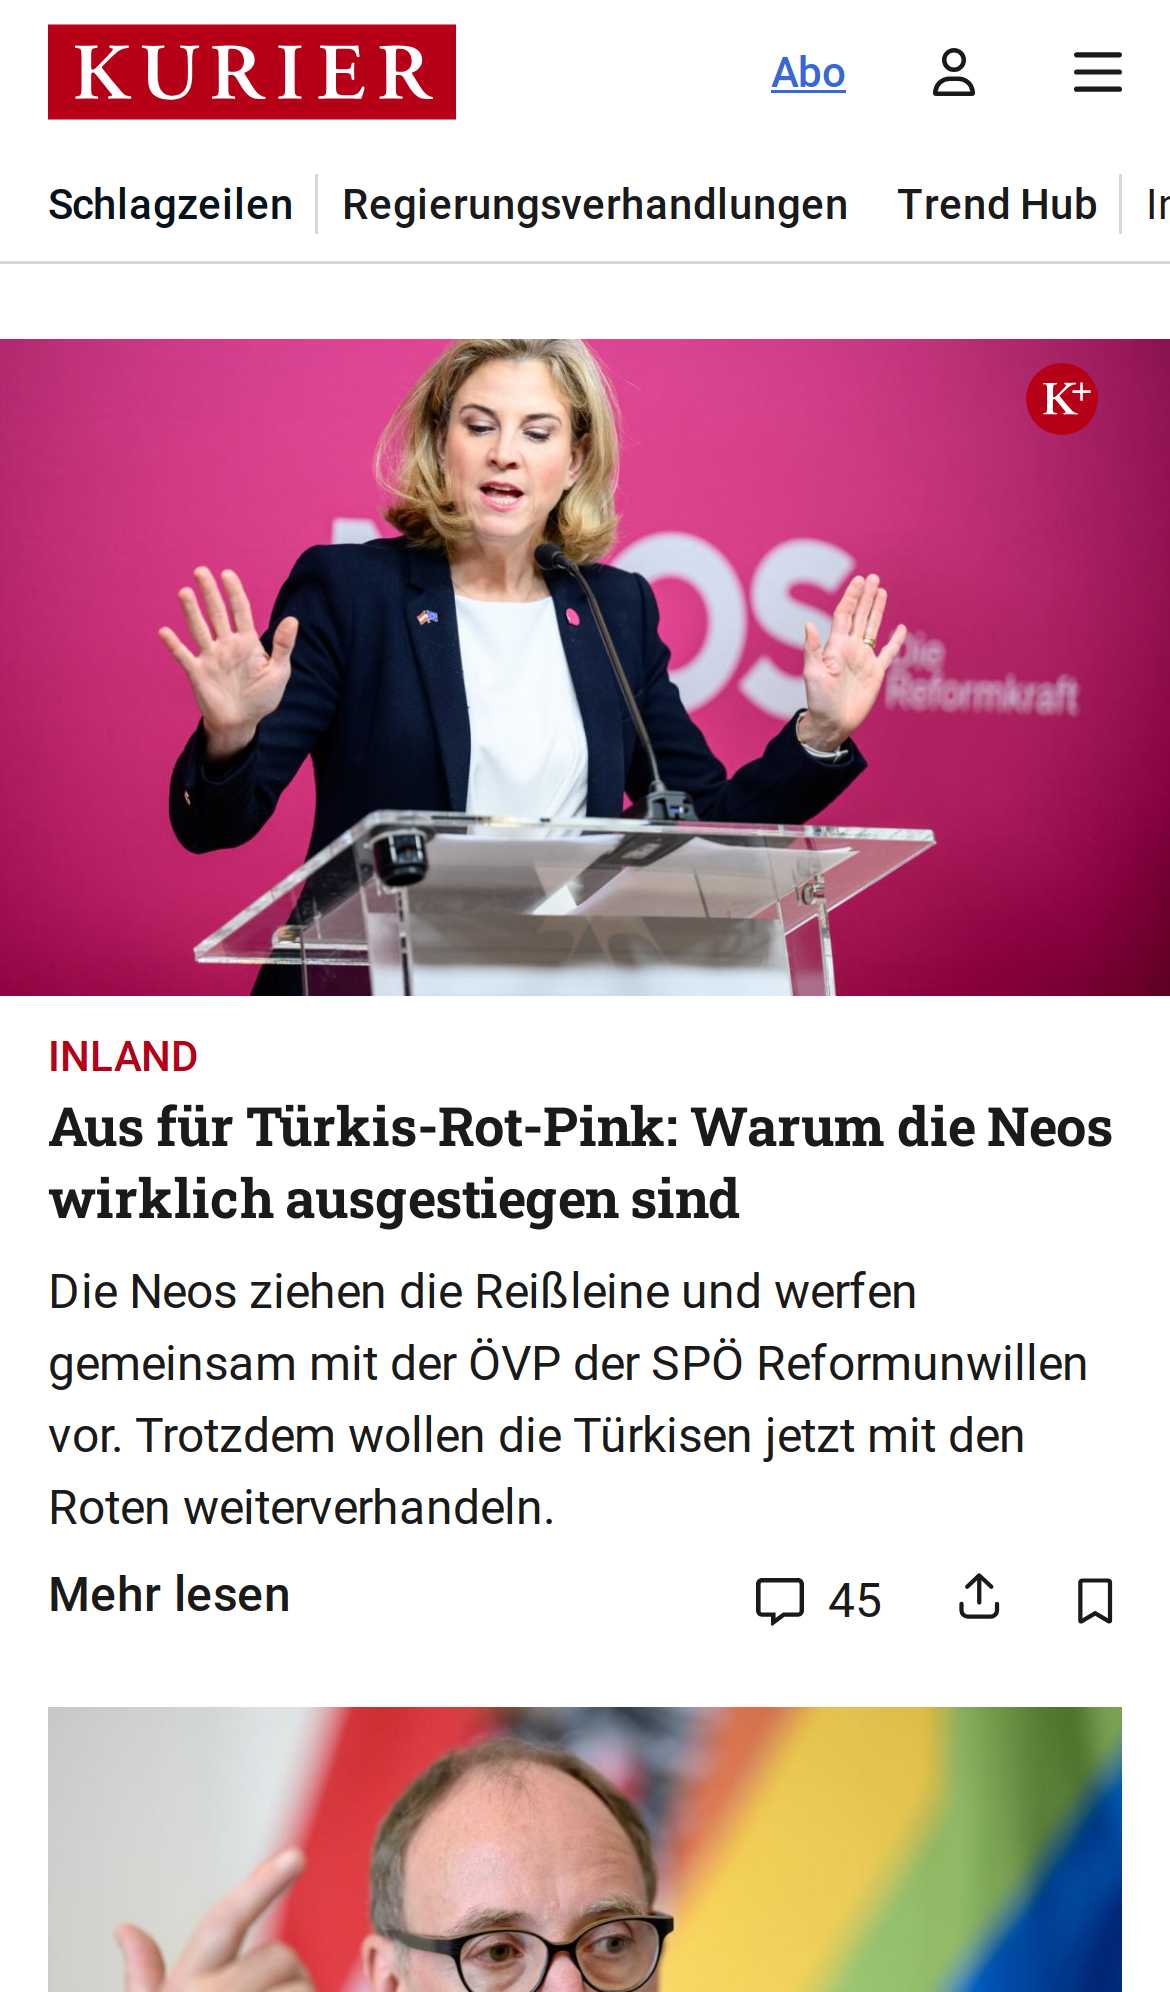 KURIER
Abo
Schlagzeilen
Regierungsverhandlungen
Trend Hub
K+
OS
Die
Reformkraft
INLAND
Aus für Türkis-Rot-Pink: Warum die Neos
wirklich ausgestiegen sind
Die Neos ziehen die Reißleine und werfen
gemeinsam mit der ÖVP der SPÖ Reformunwillen
vor. Trotzdem wollen die Türkisen jetzt mit den
Roten weiterverhandeln.
Mehr lesen
45